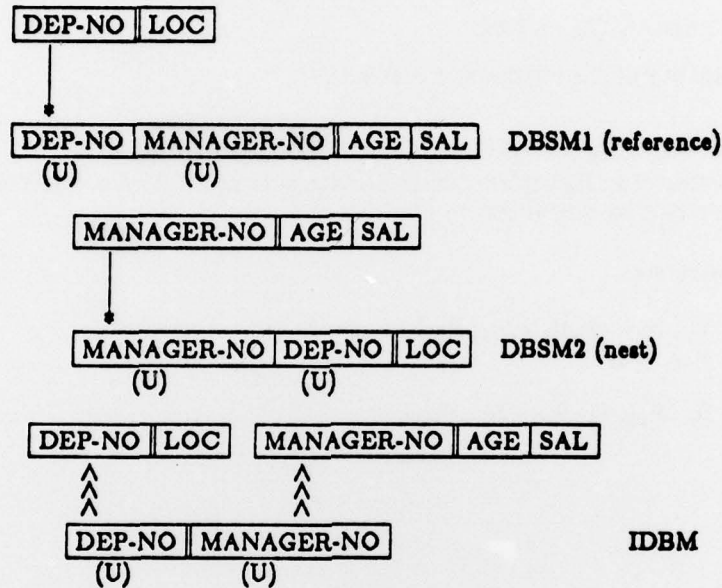 DEP-NO LOC
DEP-NO MANAGER-NO AGE SAL DBSM1 (reference)
(U) (U)
MANAGER-NO AGE SAL
MANAGER-NO DEP-NO LOC DBSM2 (nest)
(U) (U)
DEP-NO LOC MANAGER-NO AGE SAL
DEP-NO MANAGER-NO IDBM
(U) (U)